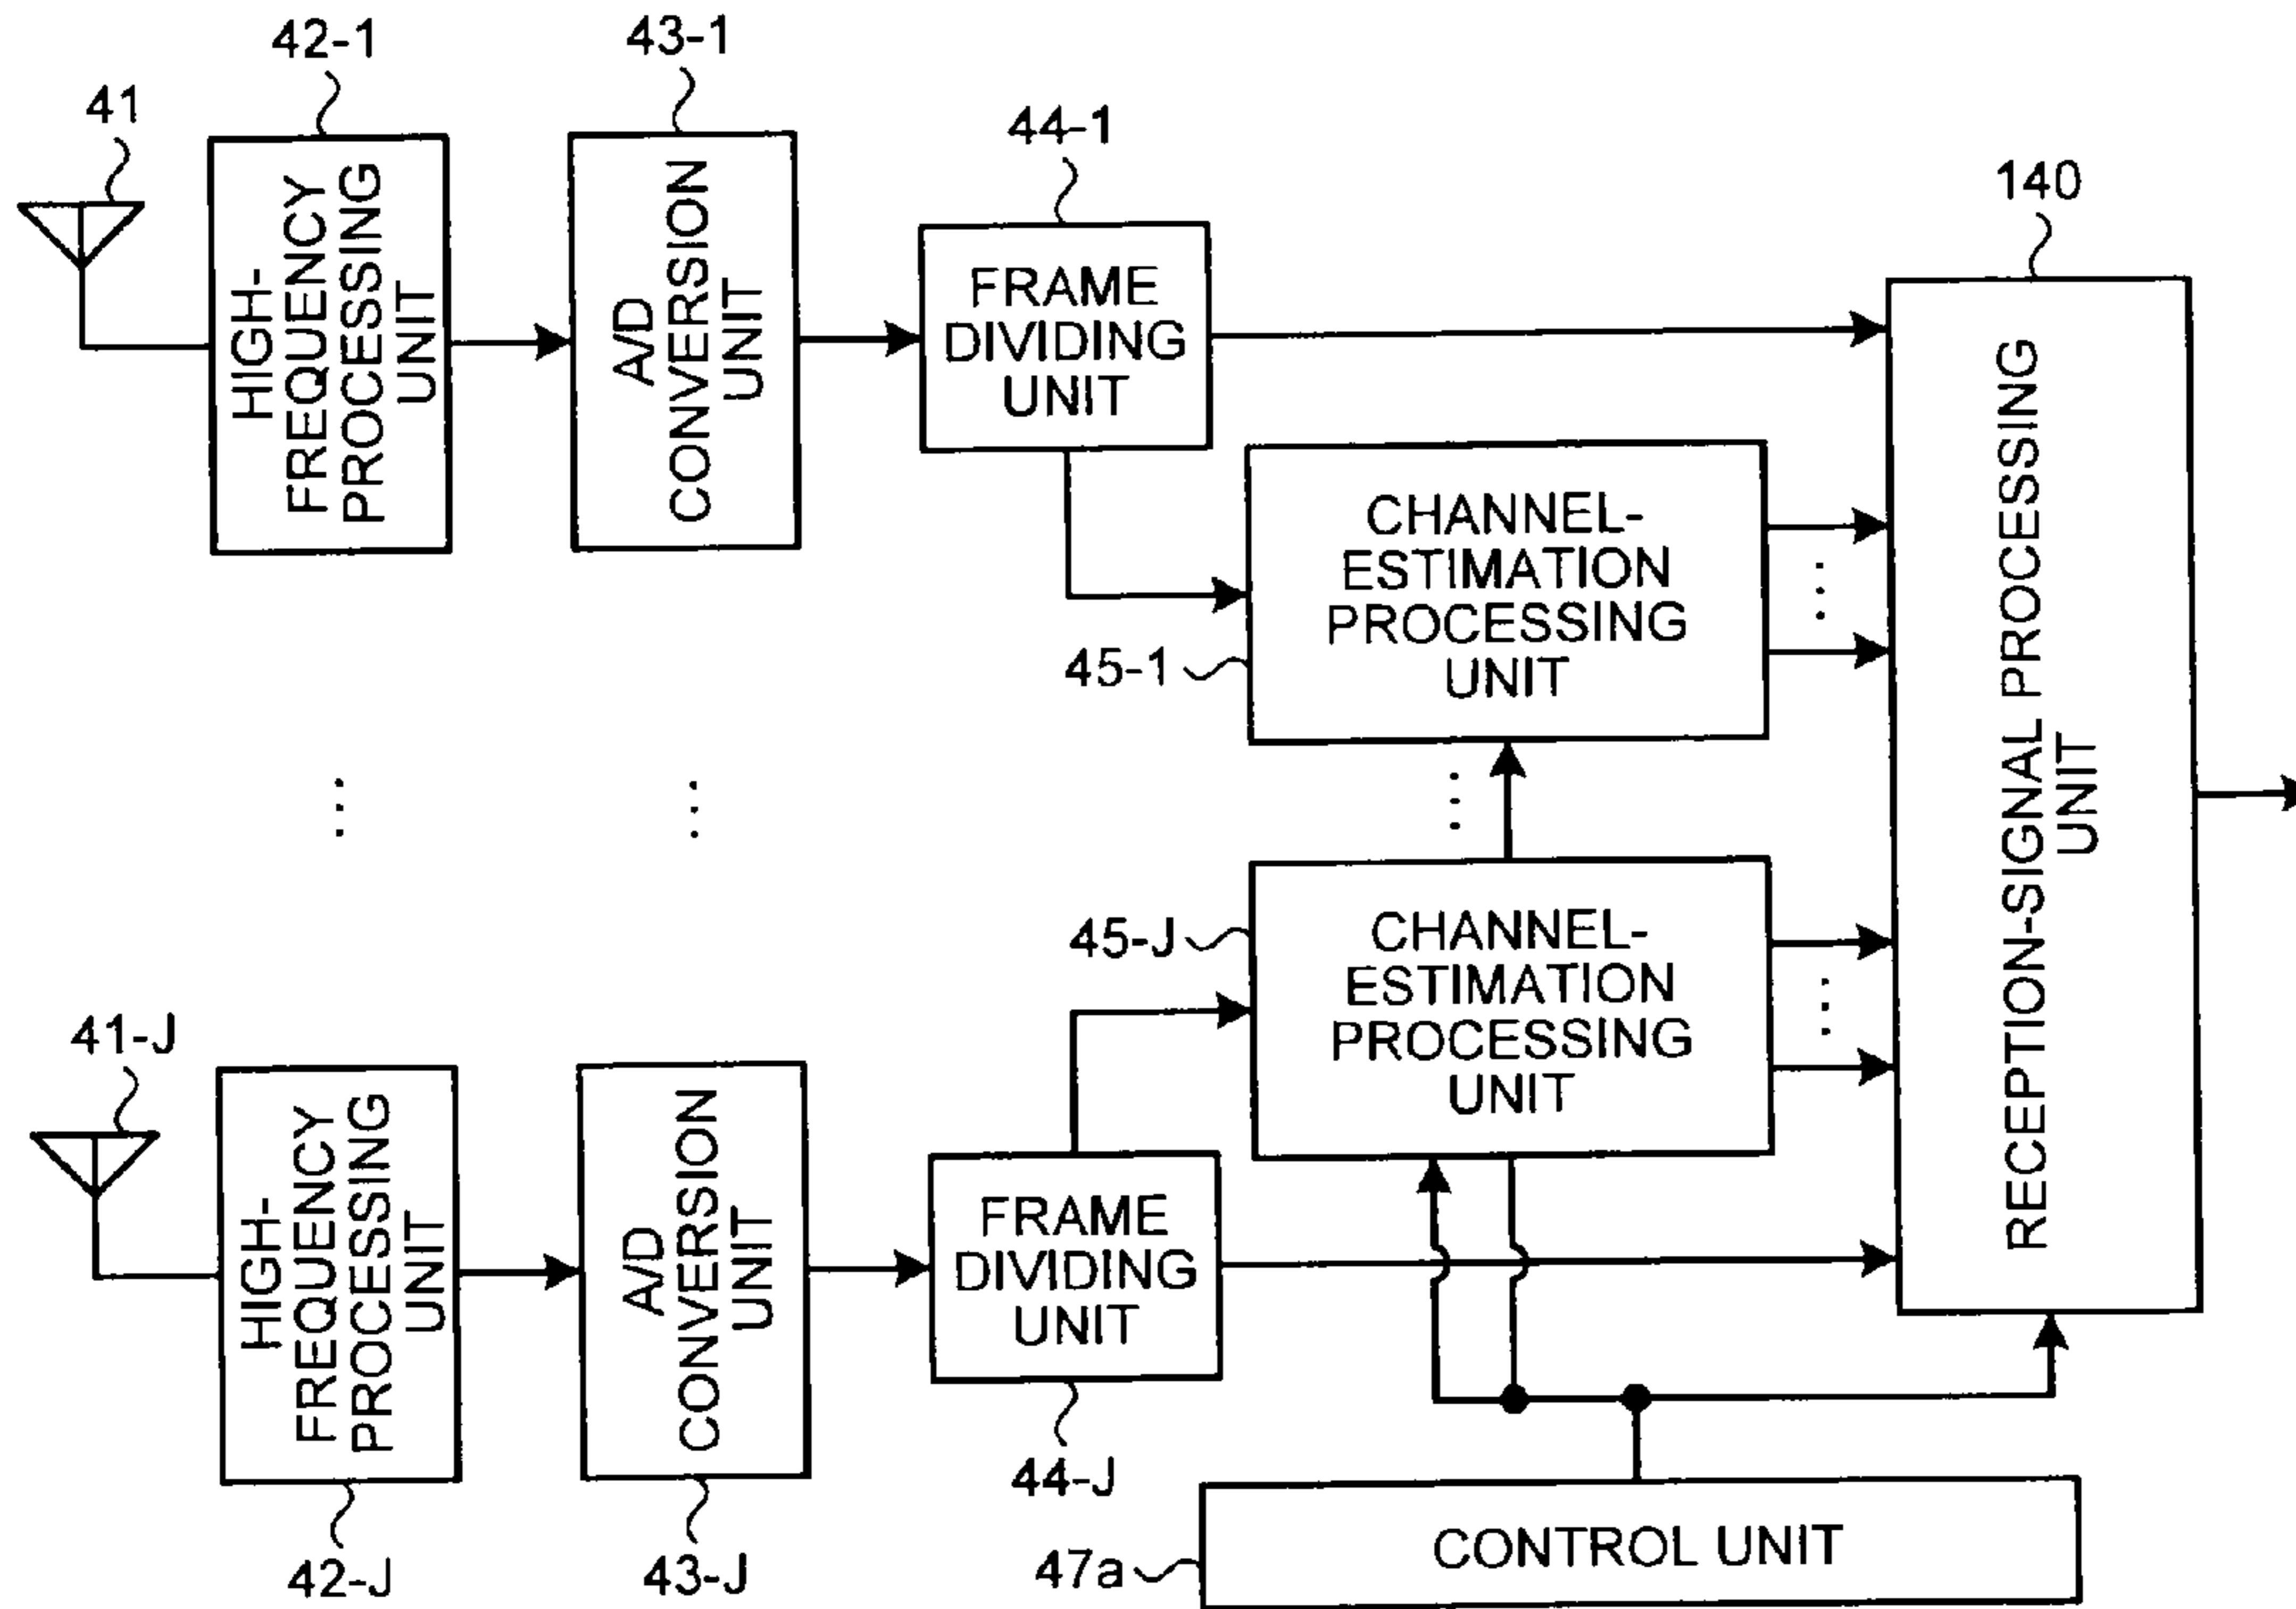 42-1
43-1
41
44-1
140
HIGH-
FREQUENCY
PROCESSING
UNIT
A/D
CONVERSION
UNIT
FRAME
DIVIDING
UNIT
CHANNEL-
ESTIMATION
PROCESSING
UNIT
45-1
RECEPTION-SIGNAL PROCESSING
UNIT
45-J
CHANNEL-
ESTIMATION
PROCESSING
UNIT
41-J
HIGH-
FREQUENCY
PROCESSING
UNIT
A/D
CONVERSION
UNIT
FRAME
DIVIDING
UNIT
44-J
42-J
43-J
47a
CONTROL UNIT